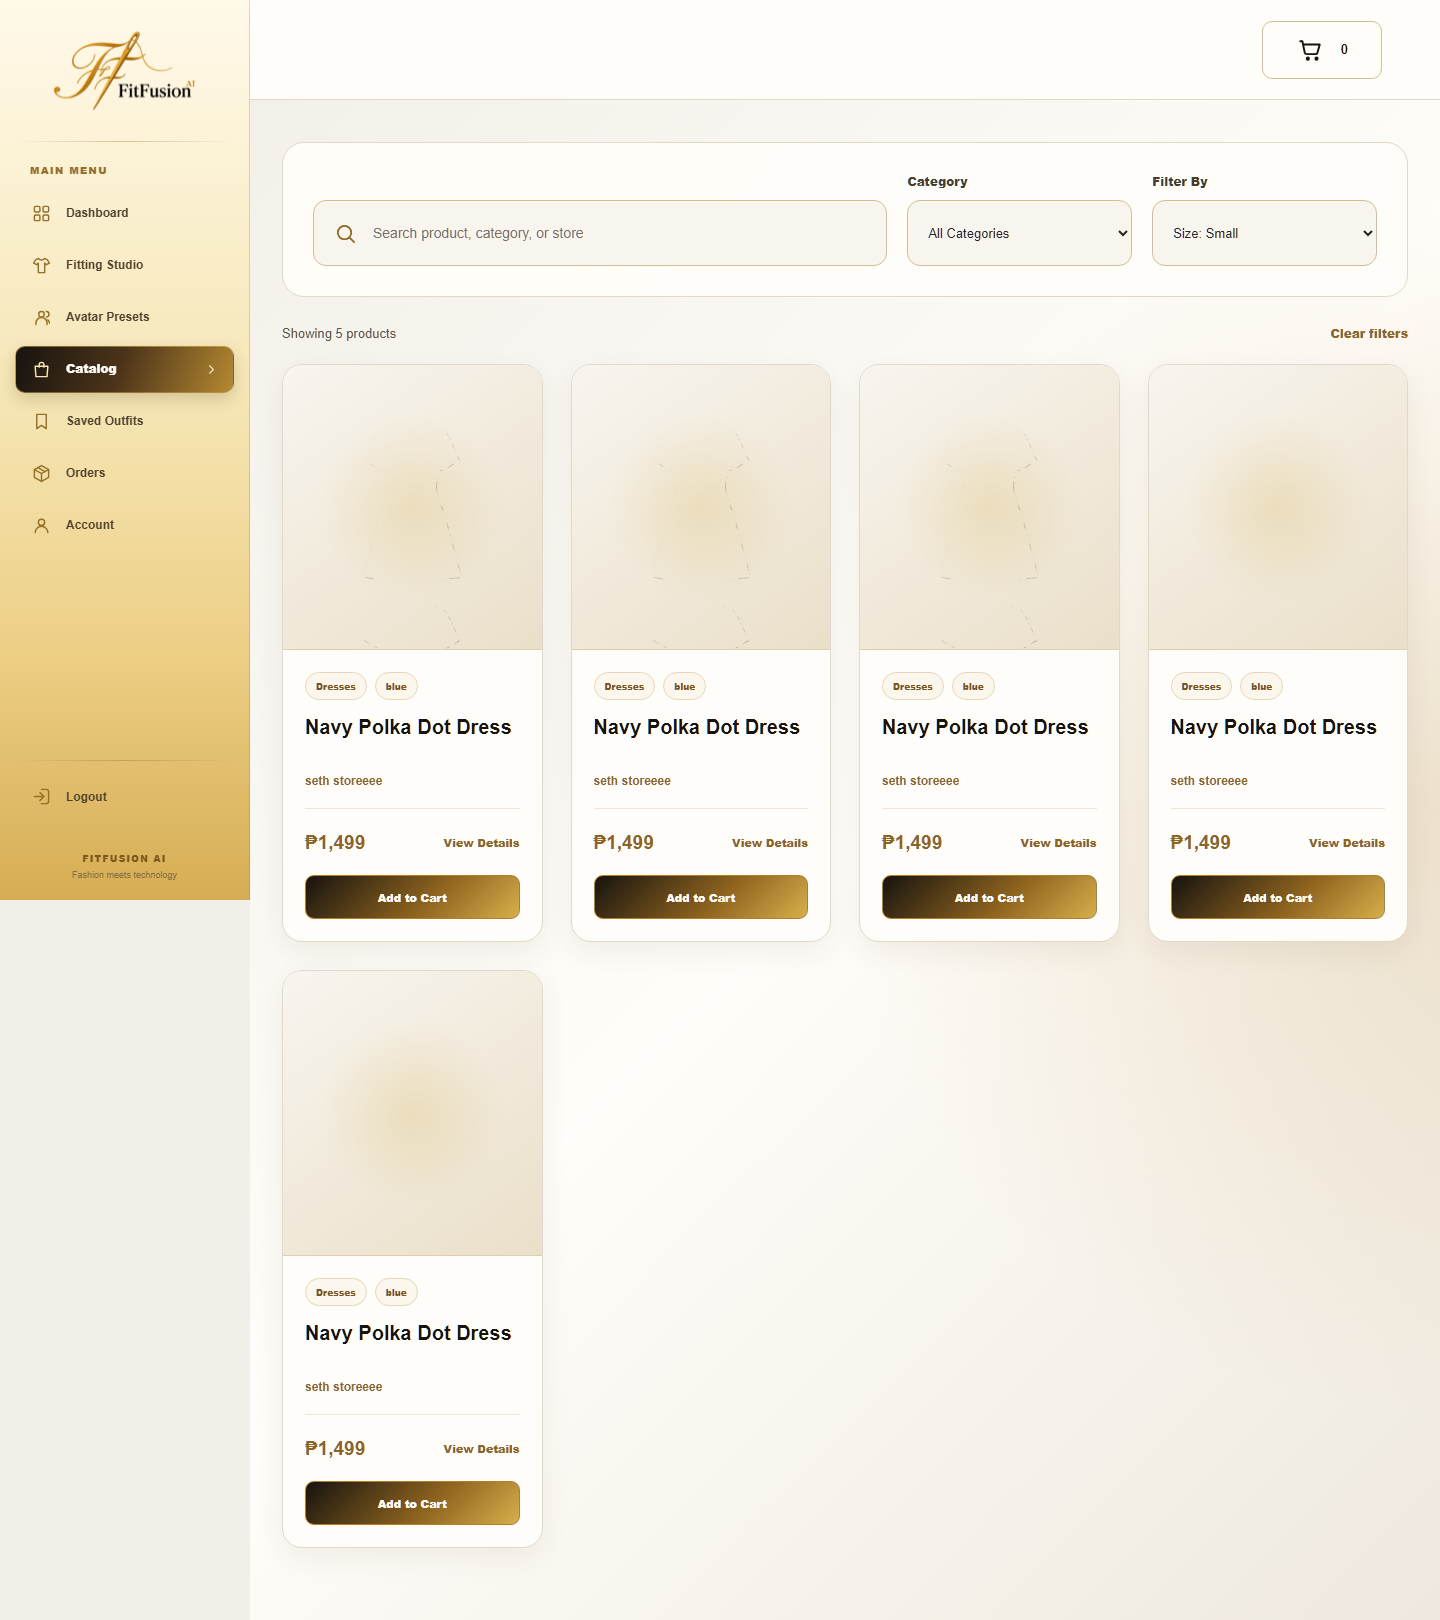 FitFusion AI
0
MAIN MENU
Dashboard
Fitting Studio
Avatar Presets
Catalog
Saved Outfits
Orders
Account
Logout
FITFUSION AI
Fashion meets technology
Category
Filter By
Search product, category, or store
All Categories
Size: Small
Showing 5 products
Clear filters
Dresses blue
Navy Polka Dot Dress
seth storeeee
₱1,499 View Details
Add to Cart
Dresses blue
Navy Polka Dot Dress
seth storeeee
₱1,499 View Details
Add to Cart
Dresses blue
Navy Polka Dot Dress
seth storeeee
₱1,499 View Details
Add to Cart
Dresses blue
Navy Polka Dot Dress
seth storeeee
₱1,499 View Details
Add to Cart
Dresses blue
Navy Polka Dot Dress
seth storeeee
₱1,499 View Details
Add to Cart